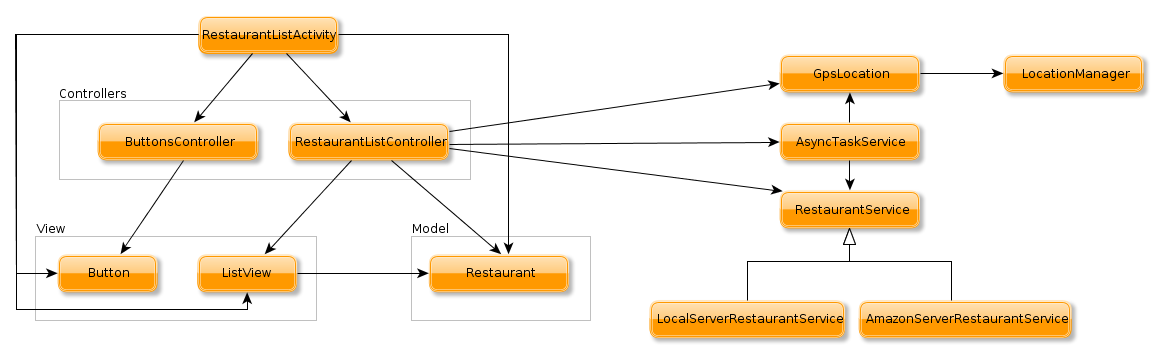 RestaurantListActivity
GpsLocation
LocationManager
Controllers
ButtonsController
RestaurantListController
AsyncTaskService
RestaurantService
View
Model
Button
ListView
Restaurant
LocalServerRestaurantService
AmazonServerRestaurantService